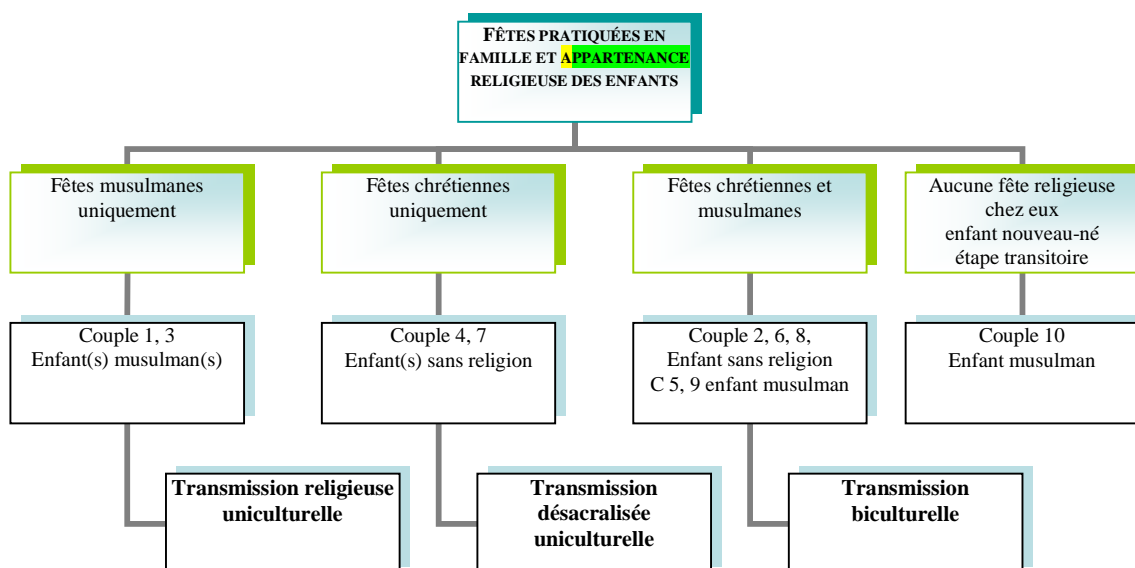 FÊTES PRATIQUÉES EN
FAMILLE ET APPARTENANCE
RELIGIEUSE DES ENFANTS
Fêtes musulmanes
uniquement
Fêtes chrétiennes
uniquement
Fêtes chrétiennes et
musulmanes
Aucune fête religieuse
chez eux
enfant nouveau-né
étape transitoire
Couple 1, 3
Enfant(s) musulman(s)
Couple 4, 7
Enfant(s) sans religion
Couple 2, 6, 8,
Enfant sans religion
C 5, 9 enfant musulman
Couple 10
Enfant musulman
Transmission religieuse
uniculturelle
Transmission
désacralisée
uniculturelle
Transmission
biculturelle